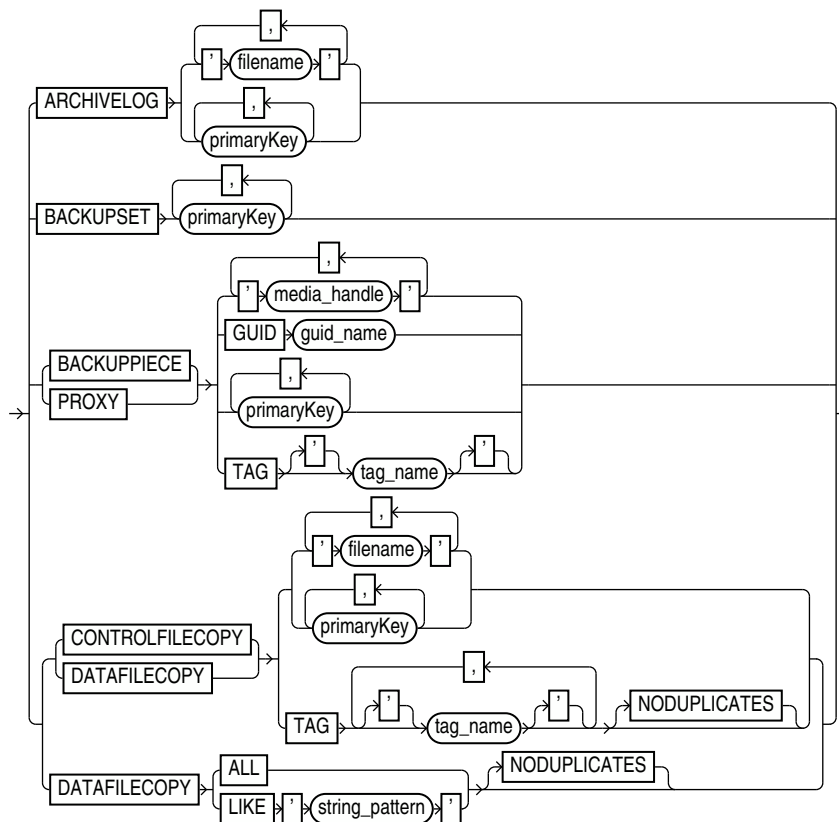 ,
' filename '
ARCHIVELOG
,
primaryKey
,
BACKUPSET primaryKey
,
' media_handle '
GUID guid_name
BACKUPPIECE
PROXY
,
primaryKey
' '
TAG tag_name
,
' filename '
,
primaryKey
CONTROLFILECOPY
DATAFILECOPY
,
' ' NODUPLICATES
TAG tag_name
ALL NODUPLICATES
DATAFILECOPY
LIKE ' string_pattern '